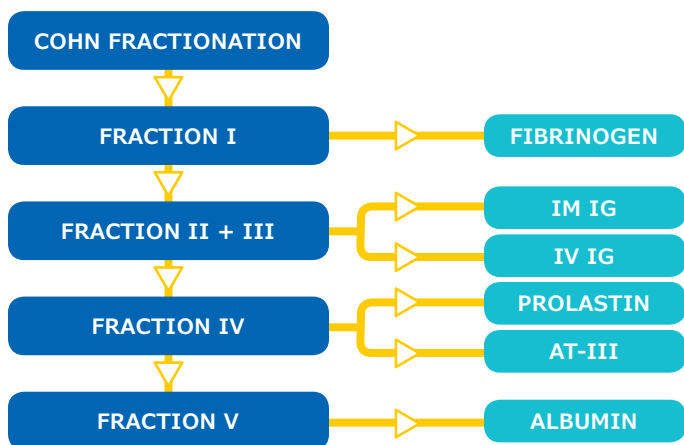 COHN FRACTIONATION
FRACTION I
FIBRINOGEN
FRACTION II + III
IM IG
IV IG
FRACTION IV
PROLASTIN
AT-III
FRACTION V
ALBUMIN